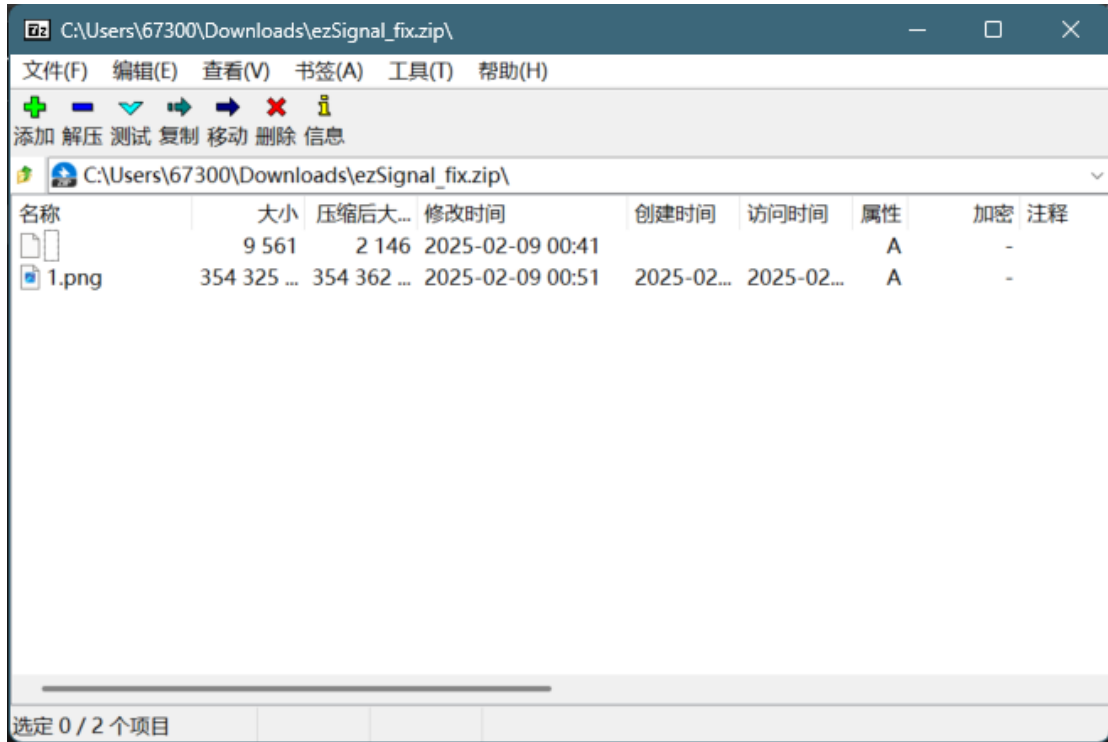 C:\Users\67300\Downloads\ezSignal_fix.zip\
文件(F) 编辑(E) 查看(V) 书签(A) 工具(T) 帮助(H)
添加 解压 测试 复制 移动 删除 信息
C:\Users\67300\Downloads\ezSignal_fix.zip\
名称 大小 压缩后大... 修改时间 创建时间 访问时间 属性 加密 注释
9 561 2 146 2025-02-09 00:41 A -
1.png 354 325 ... 354 362 ... 2025-02-09 00:51 2025-02... 2025-02... A -
选定 0 / 2 个项目